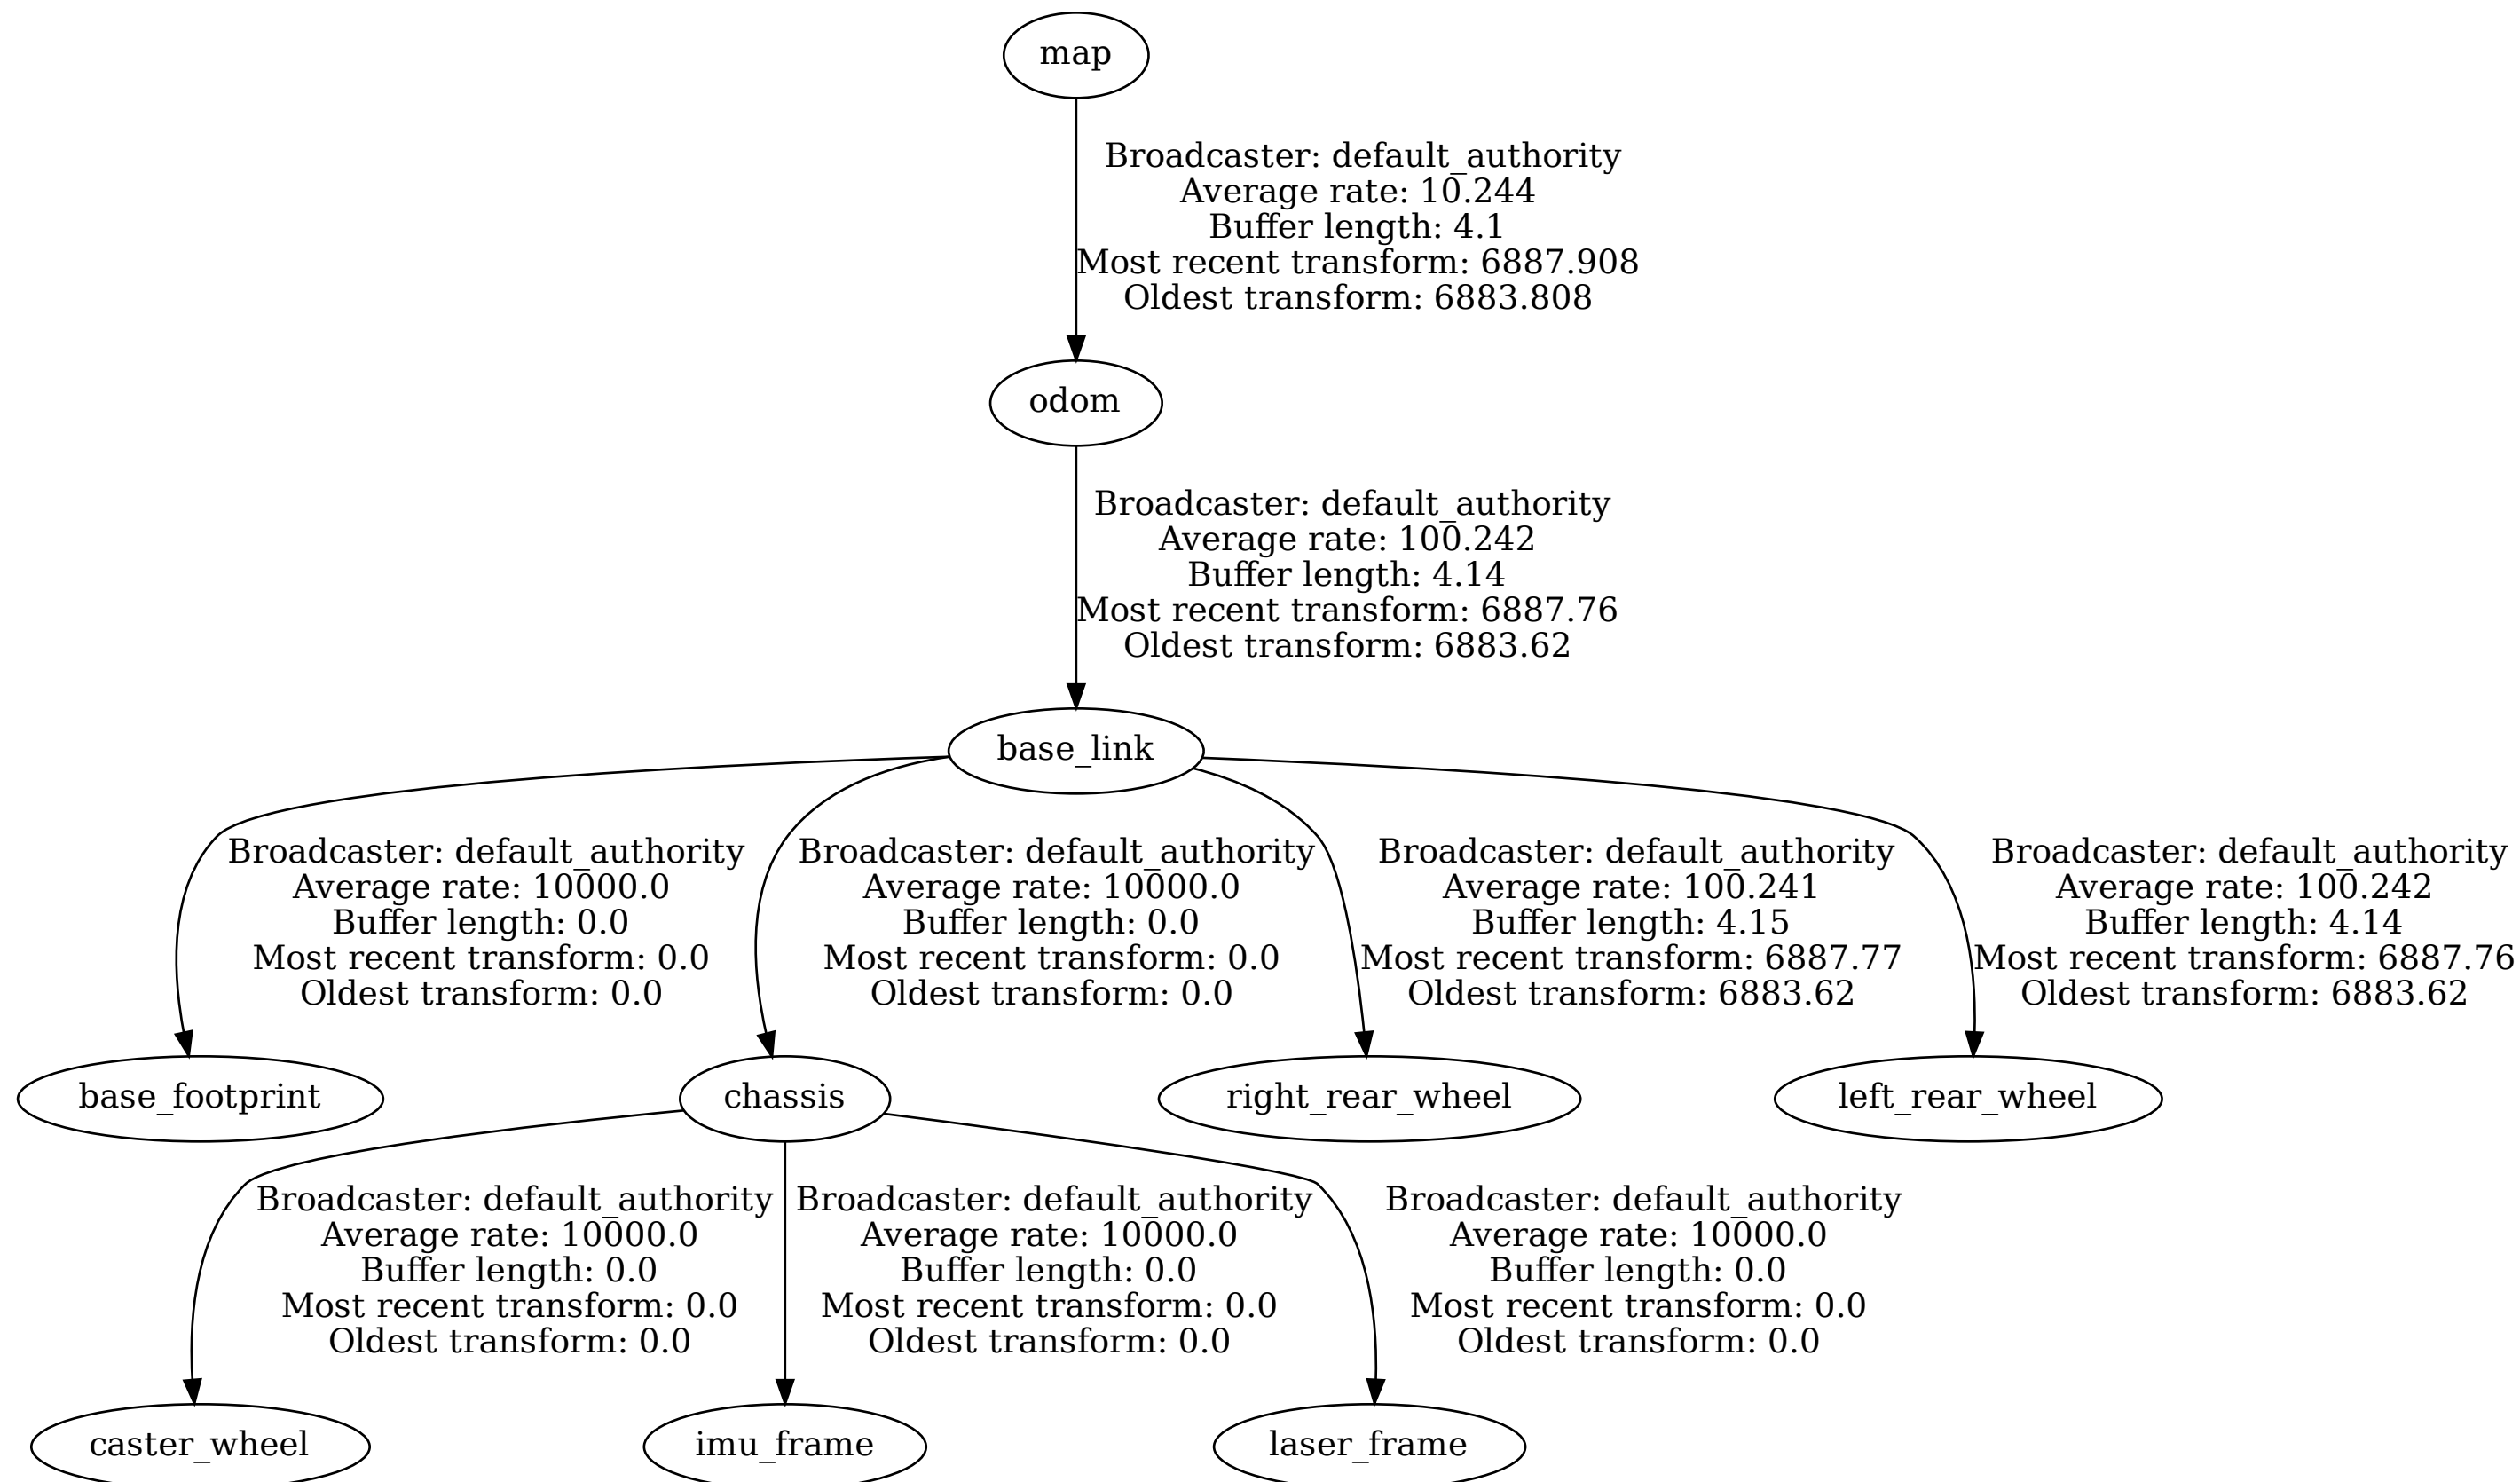 map
Broadcaster: default_authority
Average rate: 10.244
Buffer length: 4.1
Most recent transform: 6887.908
Oldest transform: 6883.808
odom
Broadcaster: default_authority
Average rate: 100.242
Buffer length: 4.14
Most recent transform: 6887.76
Oldest transform: 6883.62
base_link
Broadcaster: default_authority
Average rate: 10000.0
Buffer length: 0.0
Most recent transform: 0.0
Oldest transform: 0.0
Broadcaster: default_authority
Average rate: 10000.0
Buffer length: 0.0
Most recent transform: 0.0
Oldest transform: 0.0
Broadcaster: default_authority
Average rate: 100.241
Buffer length: 4.15
Most recent transform: 6887.77
Oldest transform: 6883.62
Broadcaster: default_authority
Average rate: 100.242
Buffer length: 4.14
Most recent transform: 6887.76
Oldest transform: 6883.62
base_footprint
chassis
right_rear_wheel
left_rear_wheel
Broadcaster: default_authority
Average rate: 10000.0
Buffer length: 0.0
Most recent transform: 0.0
Oldest transform: 0.0
Broadcaster: default_authority
Average rate: 10000.0
Buffer length: 0.0
Most recent transform: 0.0
Oldest transform: 0.0
Broadcaster: default_authority
Average rate: 10000.0
Buffer length: 0.0
Most recent transform: 0.0
Oldest transform: 0.0
caster_wheel
imu_frame
laser_frame